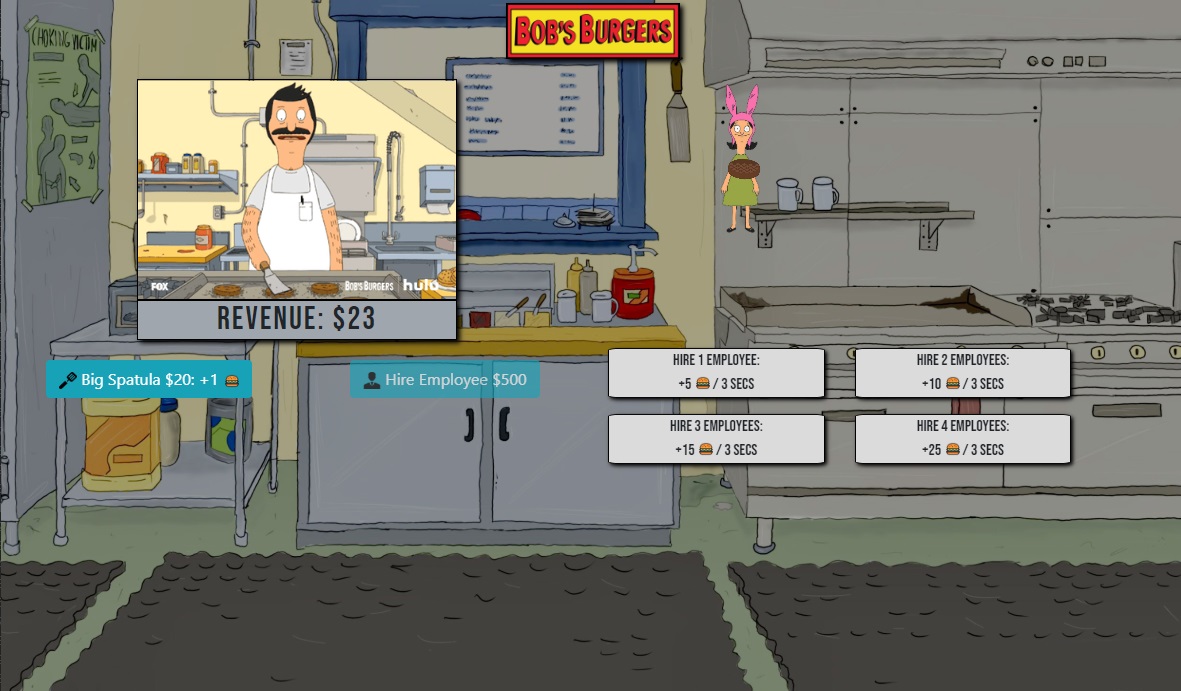 BOB'S BURGERS
CHOKING VICTIM
FOX
BOB'S BURGERS
hulu
REVENUE: $23
Big Spatula $20: +1 🍔
Hire Employee $500
HIRE 1 EMPLOYEE:
+5 🍔 / 3 SECS
HIRE 2 EMPLOYEES:
+10 🍔 / 3 SECS
HIRE 3 EMPLOYEES:
+15 🍔 / 3 SECS
HIRE 4 EMPLOYEES:
+25 🍔 / 3 SECS